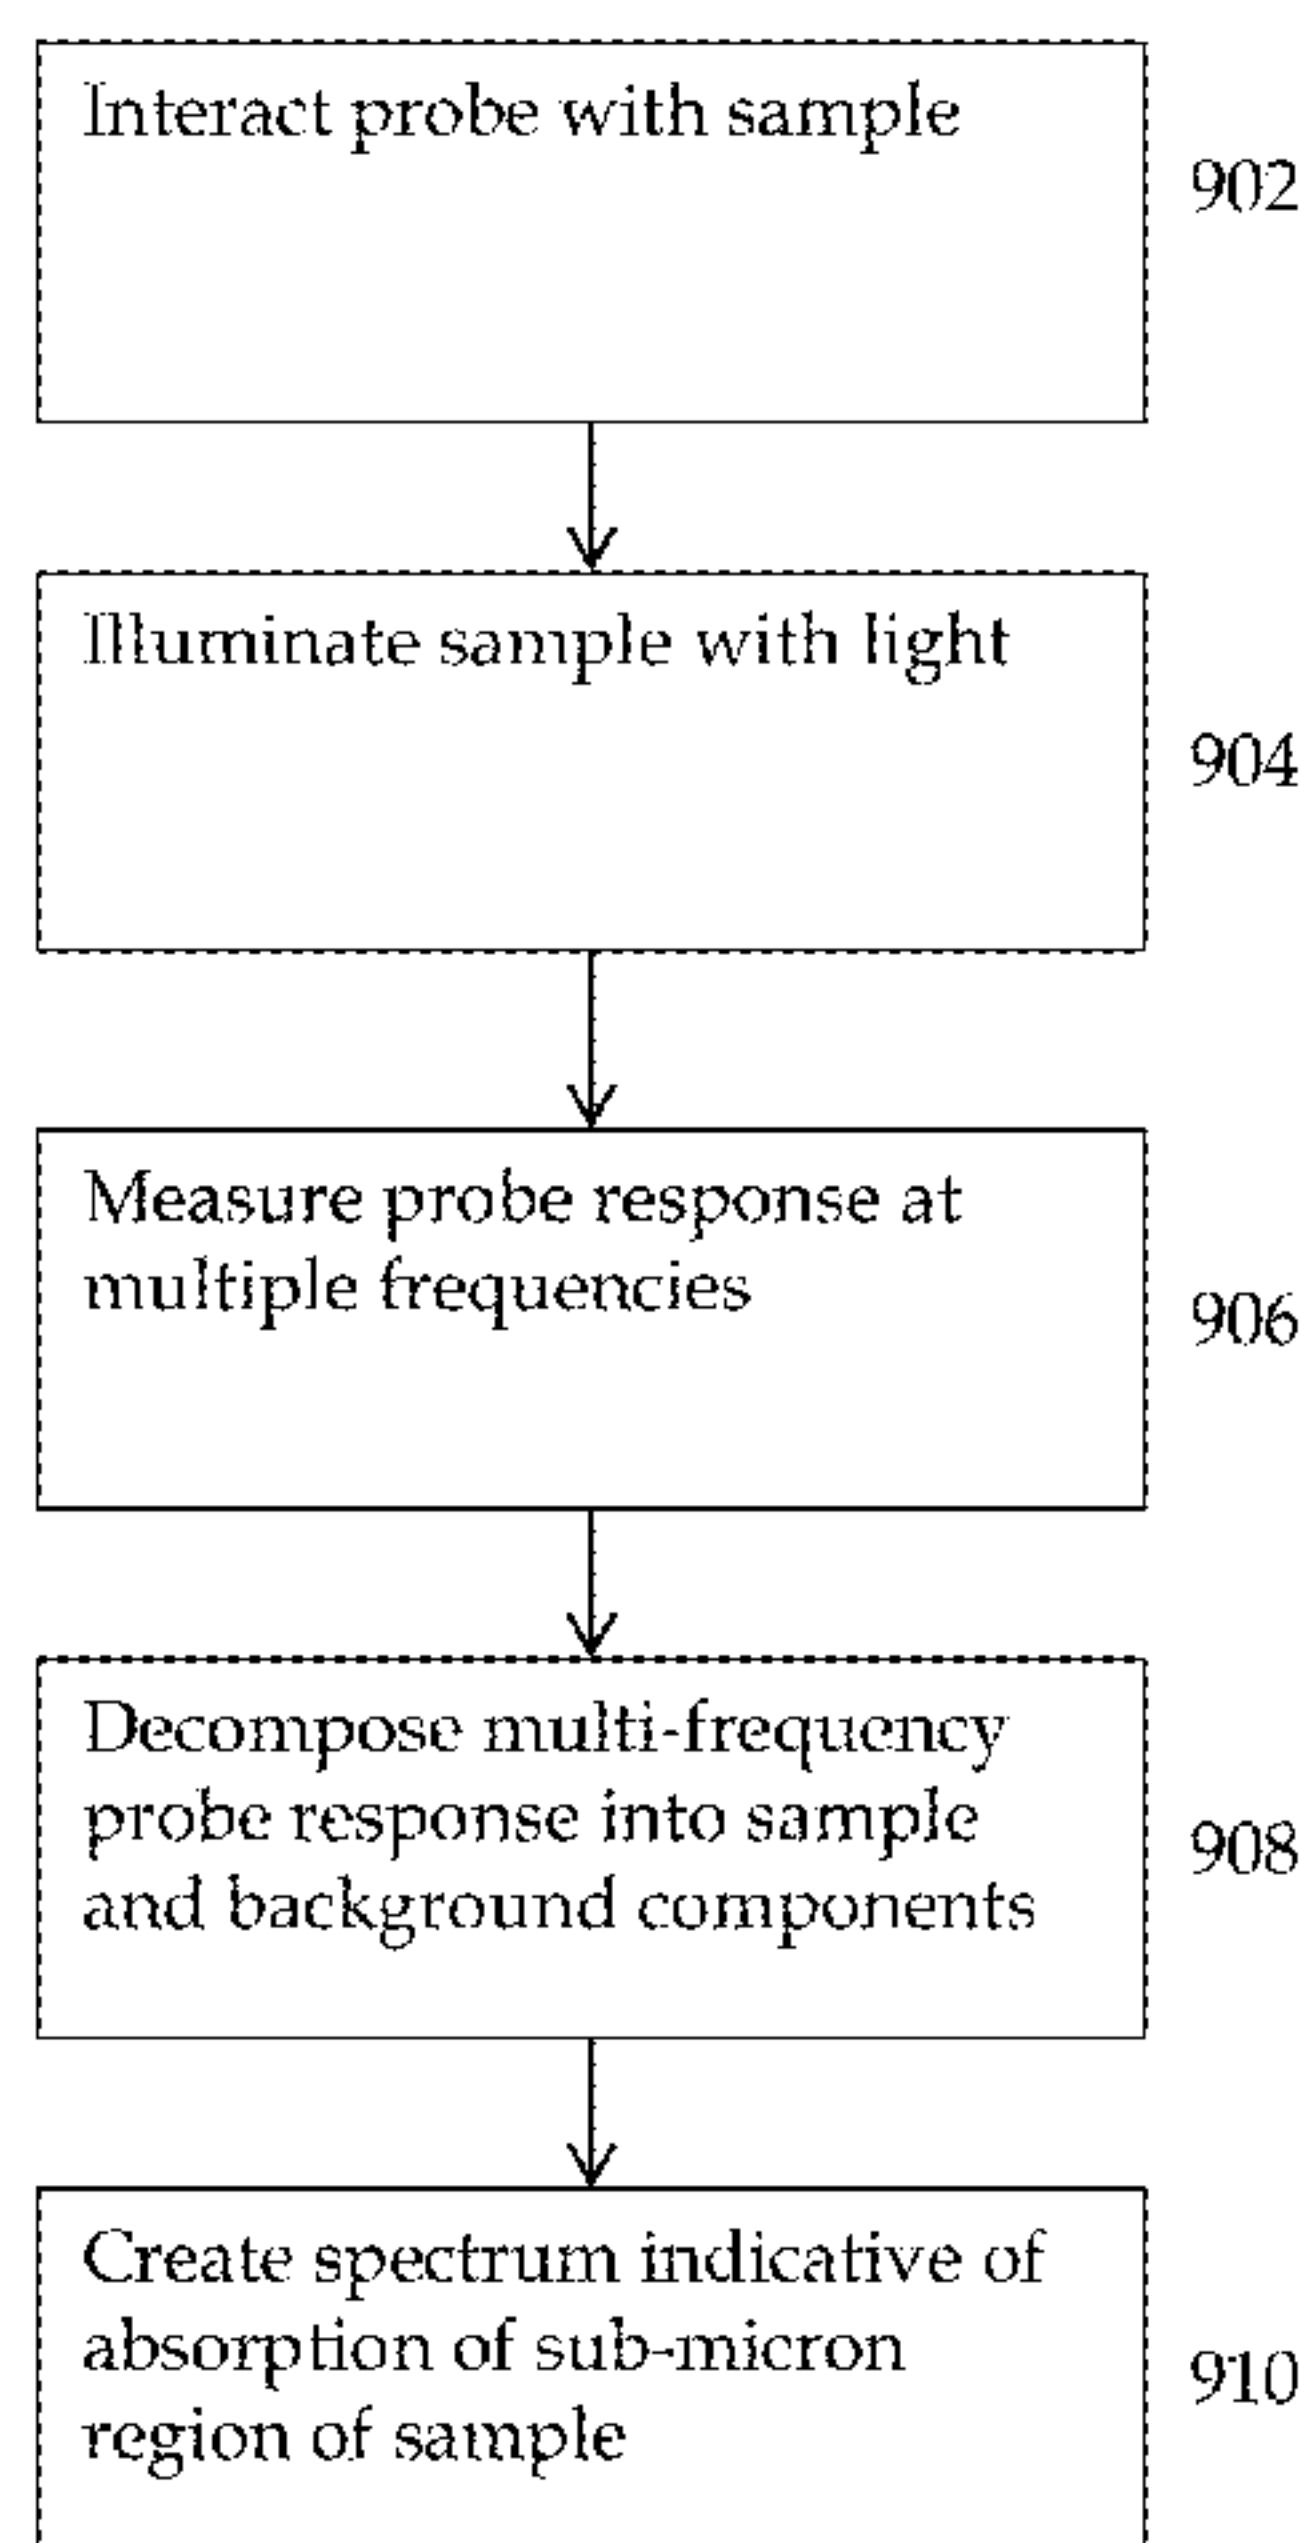 Interact probe with sample
902
Illuminate sample with light
904
Measure probe response at
multiple frequencies
906
Decompose multi-frequency
probe response into sample
and background components
908
Create spectrum indicative of
absorption of sub-micron
region of sample
910